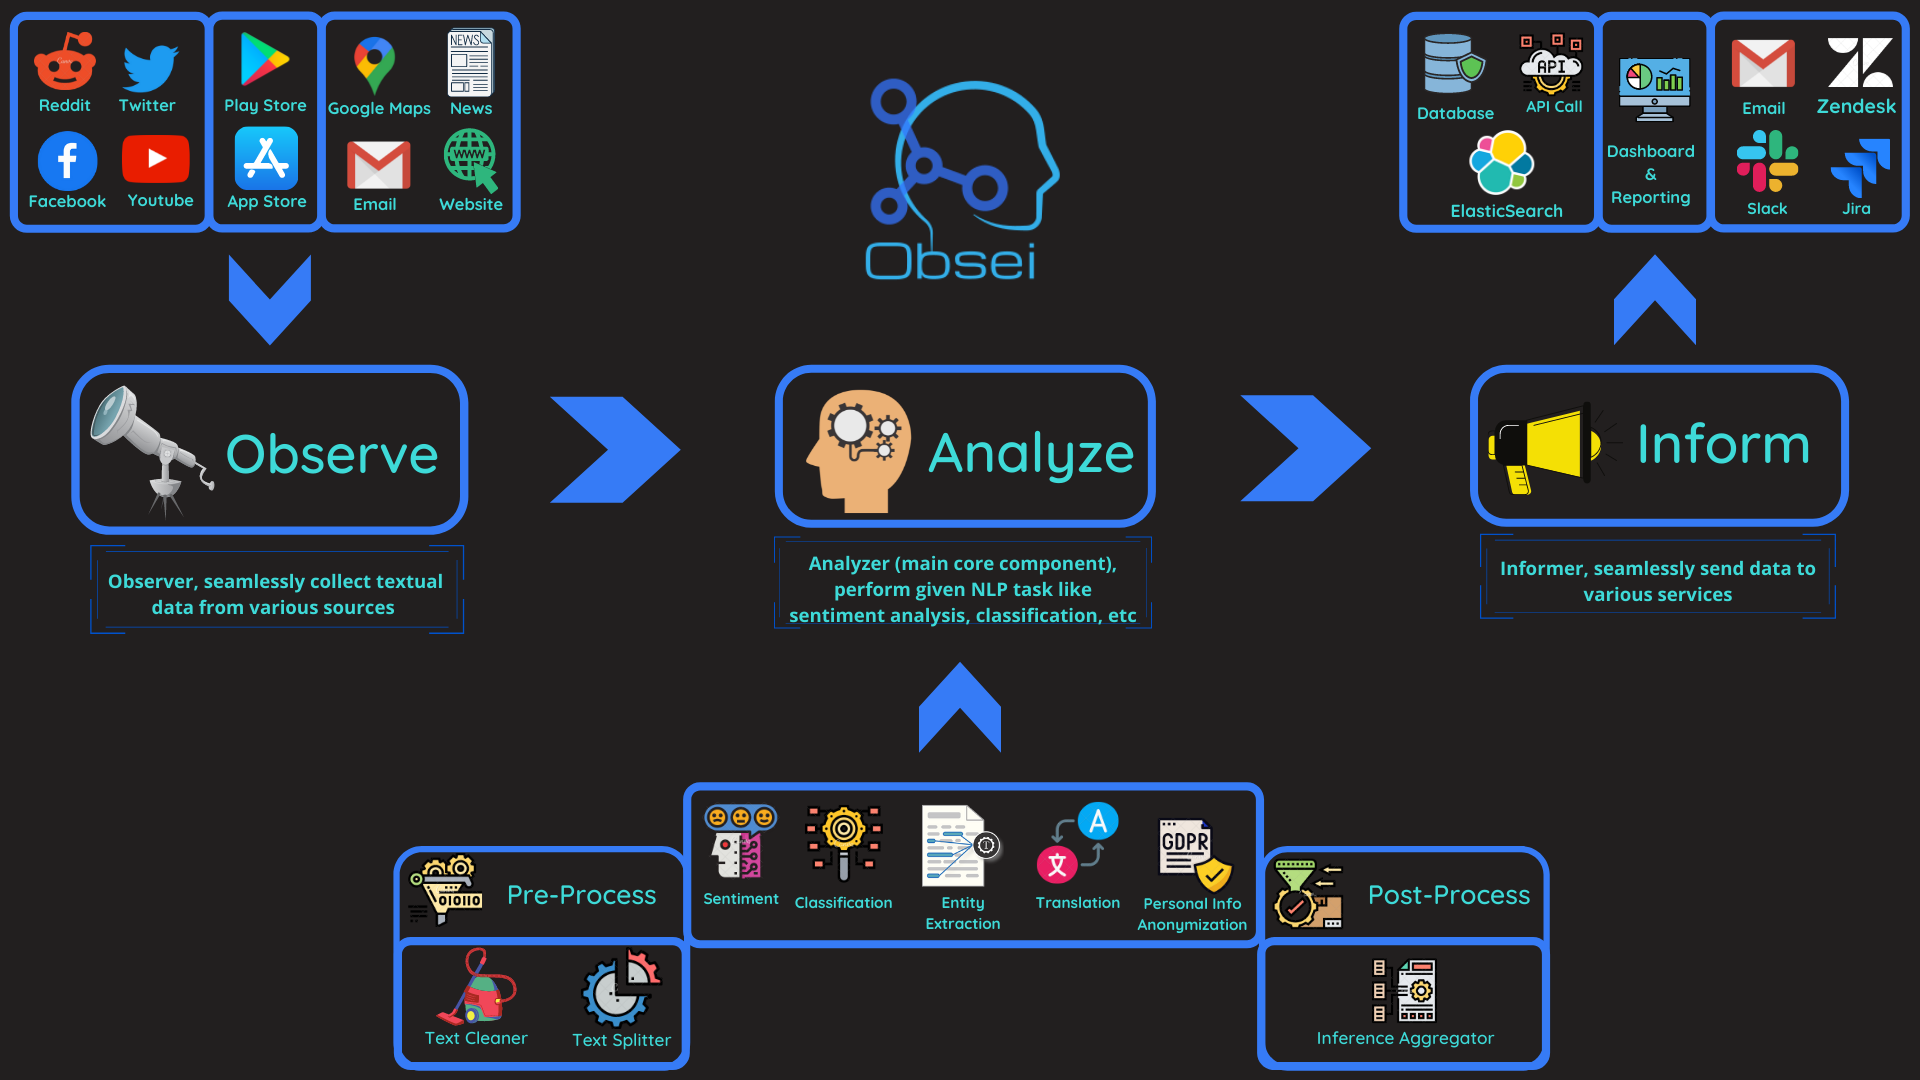 Reddit
Twitter
Facebook
Youtube
Play Store
App Store
Google Maps
NEWS
News
Email
WWW
Website
Obsei
Database
API
API Call
ElasticSearch
Dashboard
&
Reporting
Email
Zendesk
Slack
Jira
Observe
Analyze
Inform
Observer, seamlessly collect textual
data from various sources
Analyzer (main core component),
perform given NLP task like
sentiment analysis, classification, etc
Informer, seamlessly send data to
various services
Pre-Process
010110
Text Cleaner
Text Splitter
Sentiment
Classification
Entity
Extraction
A
文
Translation
GDPR
Personal Info
Anonymization
Post-Process
Inference Aggregator